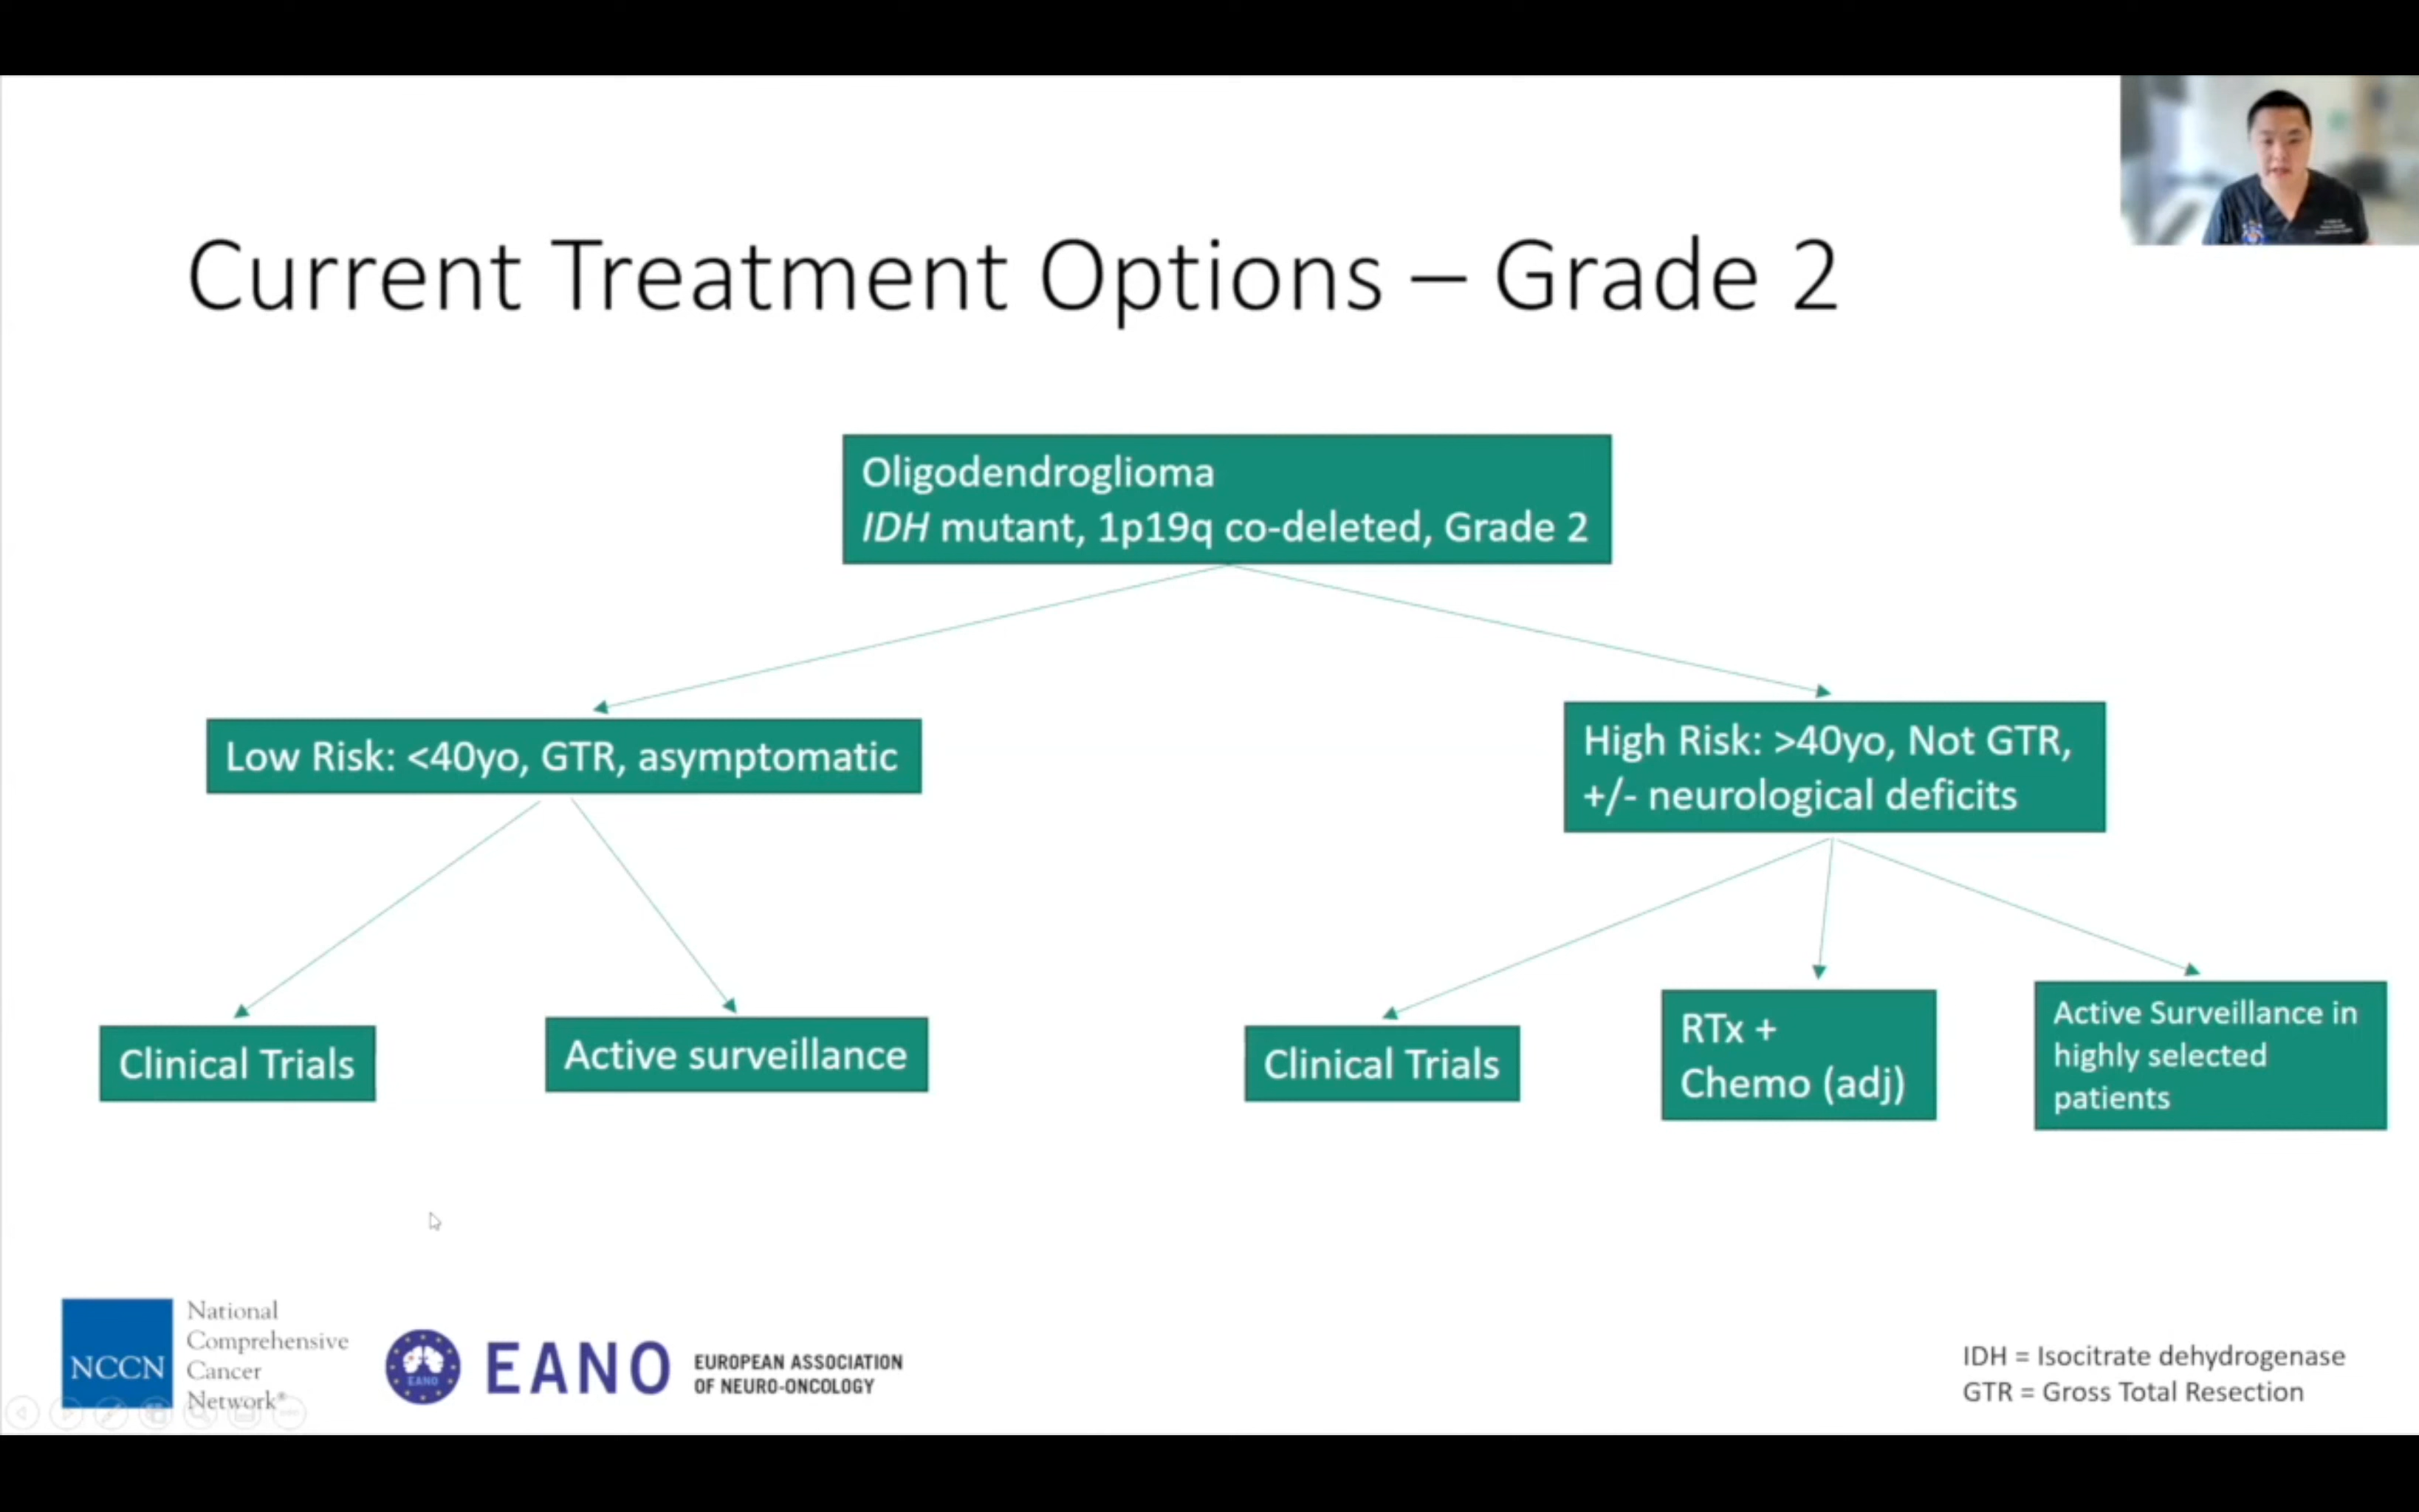 Current Treatment Options – Grade 2
Oligodendroglioma
IDH mutant, 1p19q co-deleted, Grade 2
Low Risk: <40yo, GTR, asymptomatic
High Risk: >40yo, Not GTR,
+/- neurological deficits
Clinical Trials
Active surveillance
Clinical Trials
RTx +
Chemo (adj)
Active Surveillance in
highly selected
patients
NCCN
National
Comprehensive
Cancer
Network®
EANO
EANO
EUROPEAN ASSOCIATION
OF NEURO-ONCOLOGY
IDH = Isocitrate dehydrogenase
GTR = Gross Total Resection